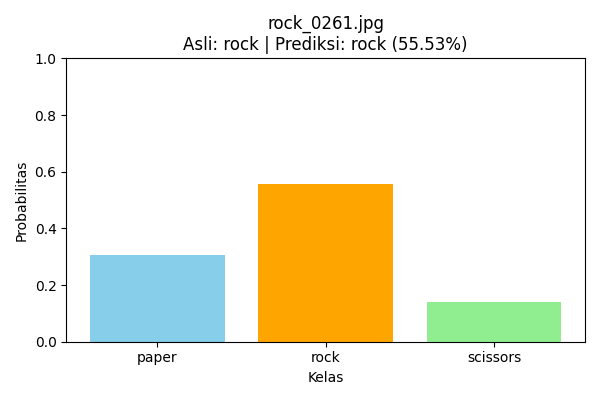 rock_0261.jpg
Asli: rock | Prediksi: rock (55.53%)
1.0
0.8
0.6
0.4
0.2
0.0
Probabilitas
paper rock scissors
Kelas